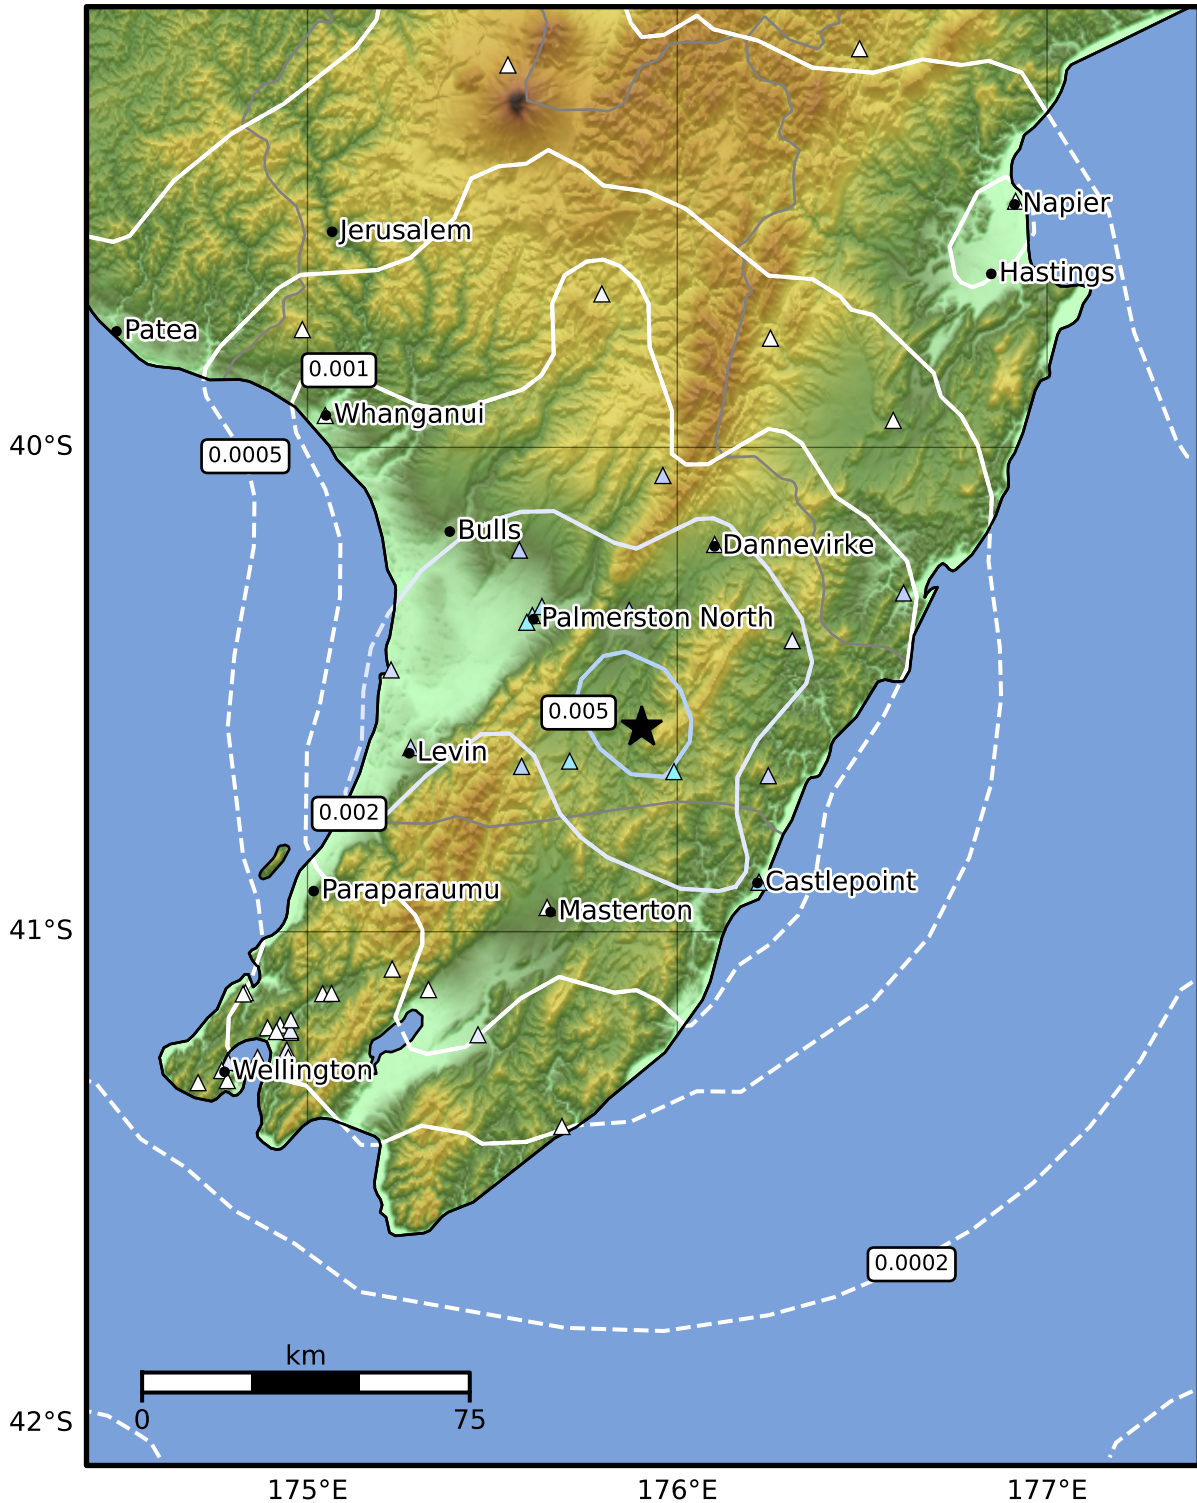 Napier
Jerusalem
Hastings
Patea
0.001
Whanganui
40°S
0.0005
Bulls
Dannevirke
Palmerston North
0.005
Levin
0.002
Castlepoint
Paraparaumu
Masterton
41°S
Wellington
0.0002
km
0
75
42°S
175°E
176°E
177°E